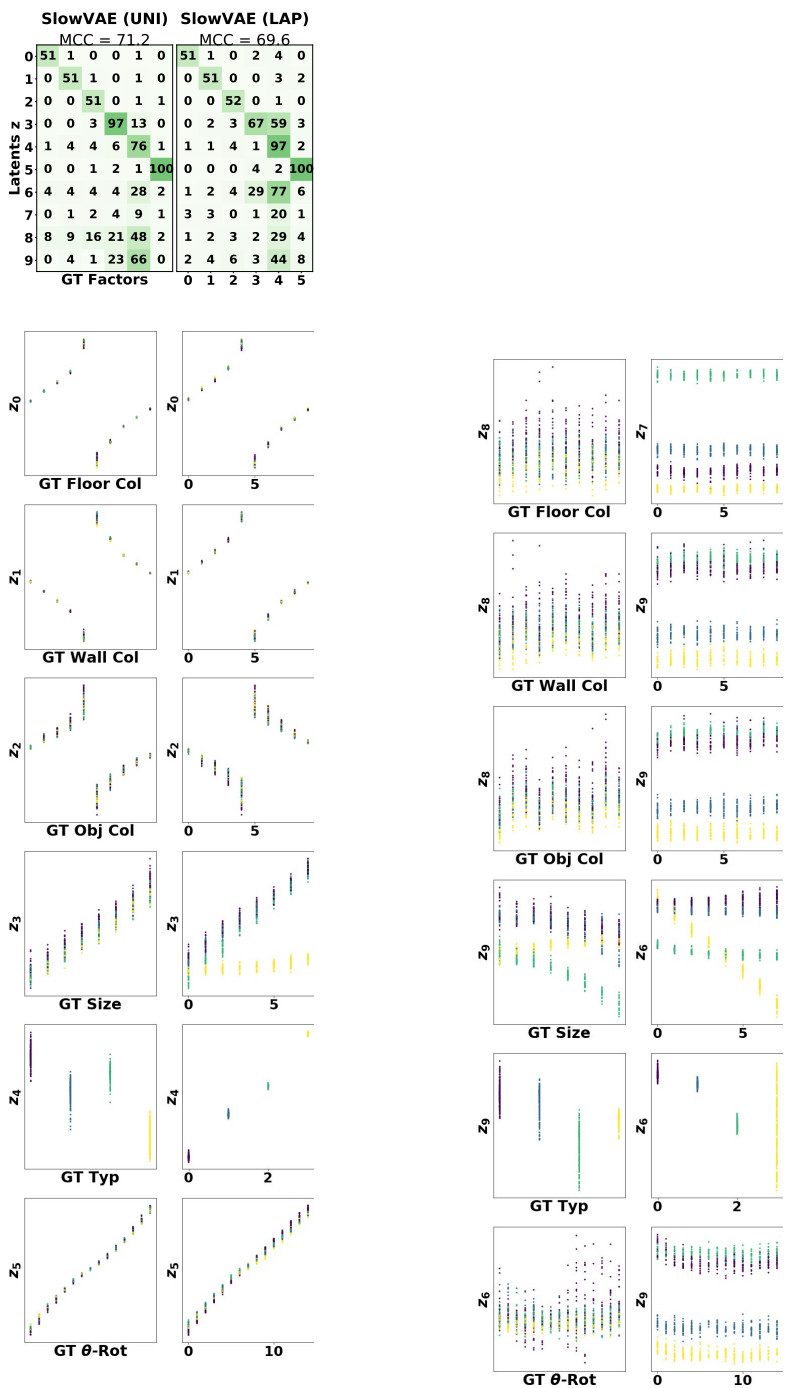 SlowVAE (UNI) SlowVAE (LAP)
MCC = 71.2 MCC = 69.6
0 51 1 0 0 1 0 51 1 0 2 4 0
1 0 51 1 0 1 0 0 51 0 0 3 2
2 0 0 51 0 1 1 0 0 52 0 1 0
3 0 0 3 97 13 0 0 2 3 67 59 3
4 1 4 4 6 76 1 1 1 4 1 97 2
5 0 0 1 2 1 100 0 0 0 4 2 100
6 4 4 4 4 28 2 1 2 4 29 77 6
7 0 1 2 4 9 1 3 3 0 1 20 1
8 8 9 16 21 48 2 1 2 3 2 29 4
9 0 4 1 23 66 0 2 4 6 3 44 8
Latents z
GT Factors 0 1 2 3 4 5
z0 z0
GT Floor Col 0 5
z8 z7
GT Floor Col 0 5
z1 z1
GT Wall Col 0 5
z8 z9
GT Wall Col 0 5
z2 z2
GT Obj Col 0 5
z8 z9
GT Obj Col 0 5
z3 z3
GT Size 0 5
z9 z6
GT Size 0 5
z4 z4
GT Typ 0 2
z9 z6
GT Typ 0 2
z5 z5
GT θ-Rot 0 10
z6 z9
GT θ-Rot 0 10